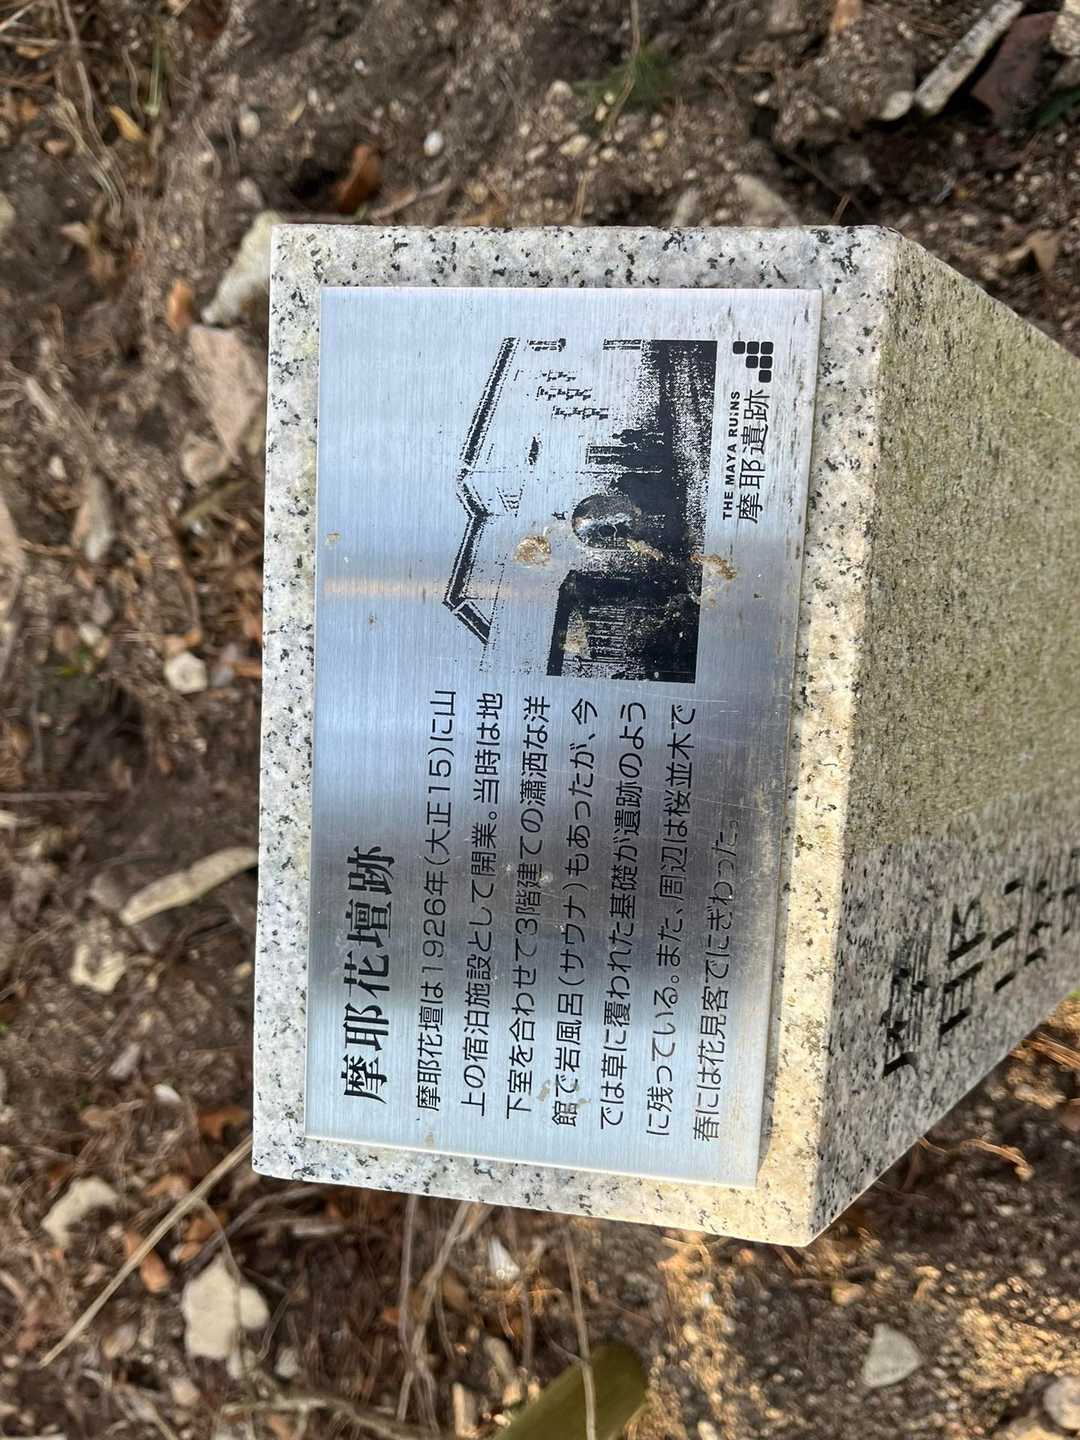 摩耶花壇跡
摩耶花壇は1926年(大正15)に山
上の宿泊施設として開業。当時は地
下室を合わせて3階建ての瀟洒な洋
館で岩風呂(サウナ)もあったが、今
では草に覆われた基礎が遺跡のよう
に残っている。また、周辺は桜並木で
春には花見客でにぎわった。
THE MAYA RUiNS
摩耶遺跡
摩
耶